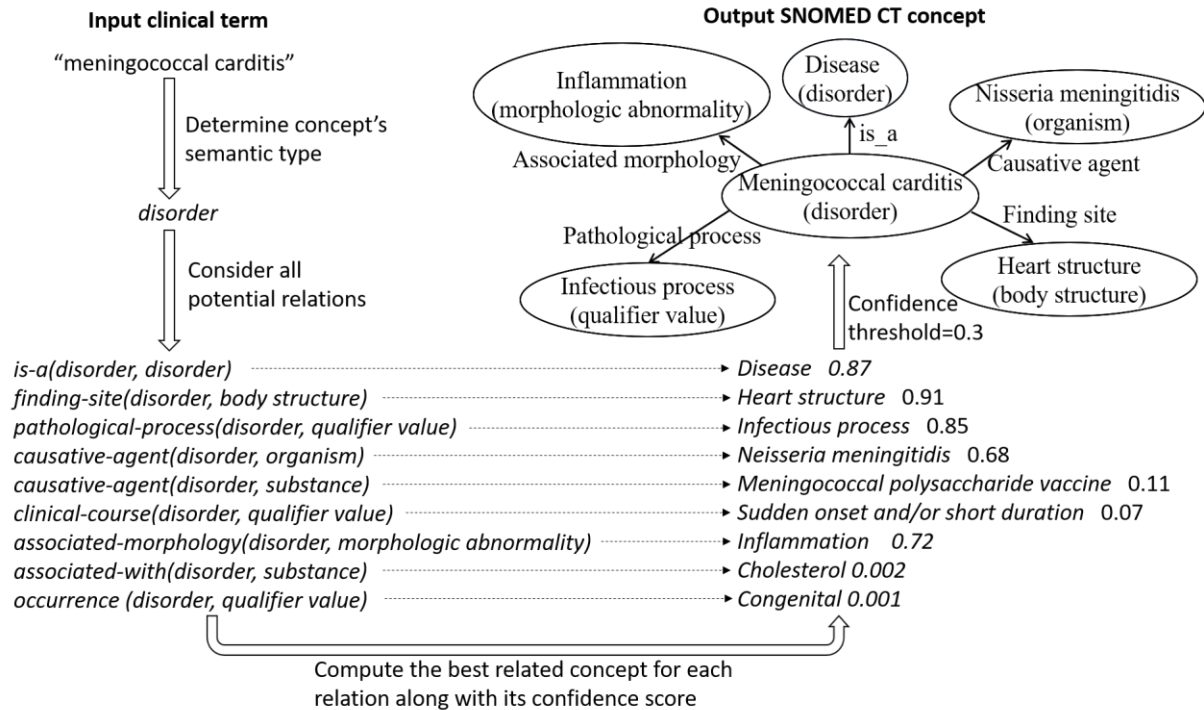 Input clinical term
Output SNOMED CT concept
“meningococcal carditis”
Determine concept’s
semantic type
disorder
Consider all
potential relations
Inflammation
(morphologic abnormality)
Disease
(disorder)
Nisseria meningitidis
(organism)
is_a
Associated morphology
Causative agent
Meningococcal carditis
(disorder)
Finding site
Pathological process
Infectious process
(qualifier value)
Heart structure
(body structure)
Confidence
threshold=0.3
is-a(disorder, disorder) Disease 0.87
finding-site(disorder, body structure) Heart structure 0.91
pathological-process(disorder, qualifier value) Infectious process 0.85
causative-agent(disorder, organism) Neisseria meningitidis 0.68
causative-agent(disorder, substance) Meningococcal polysaccharide vaccine 0.11
clinical-course(disorder, qualifier value) Sudden onset and/or short duration 0.07
associated-morphology(disorder, morphologic abnormality) Inflammation 0.72
associated-with(disorder, substance) Cholesterol 0.002
occurrence (disorder, qualifier value) Congenital 0.001
Compute the best related concept for each
relation along with its confidence score